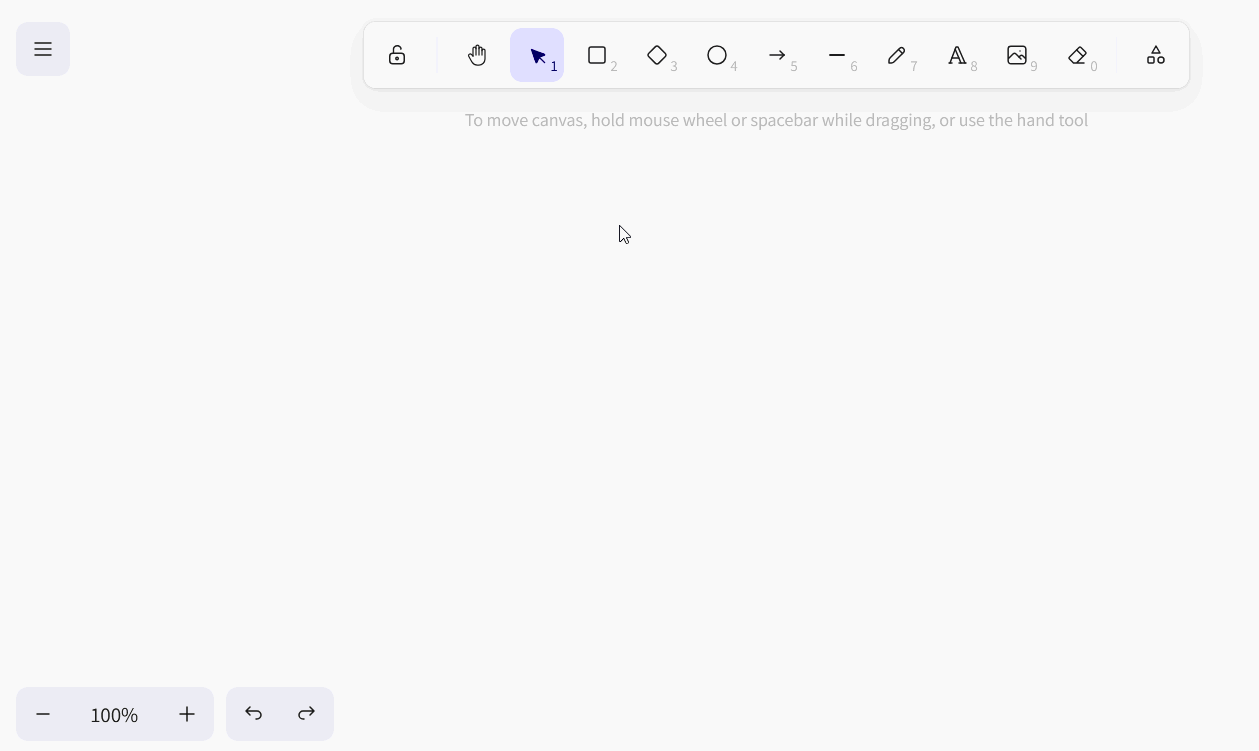 1 2 3 4 5 6 7 8 9 0
To move canvas, hold mouse wheel or spacebar while dragging, or use the hand tool
100%